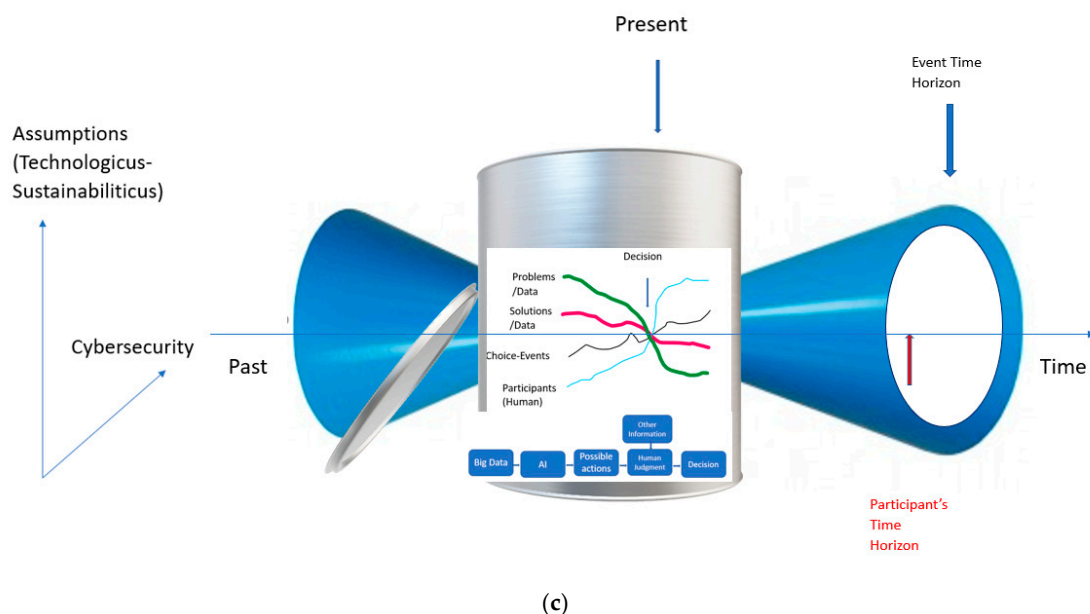 Present
Event Time
Horizon
Assumptions
(Technologicus-
Sustainabiliticus)
Decision
Problems
/Data
Solutions
/Data
Cybersecurity
Past
Choice-Events
Time
Participants
(Human)
Other
Information
Big Data
AI
Possible
actions
Human
Judgment
Decision
Participant’s
Time
Horizon
(c)